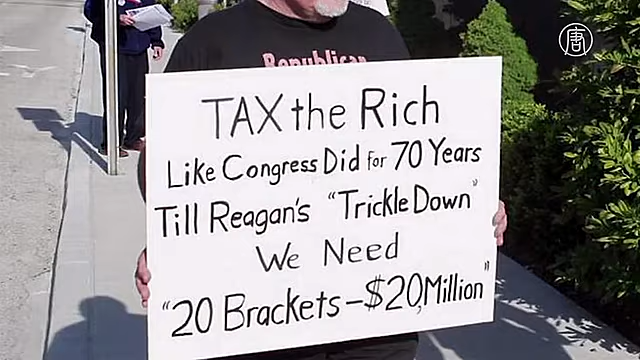 唐
Republican
TAX the Rich
Like Congress Did for 70 Years
Till Reagan's "Trickle Down"
We Need
"20 Brackets-$20,Million"